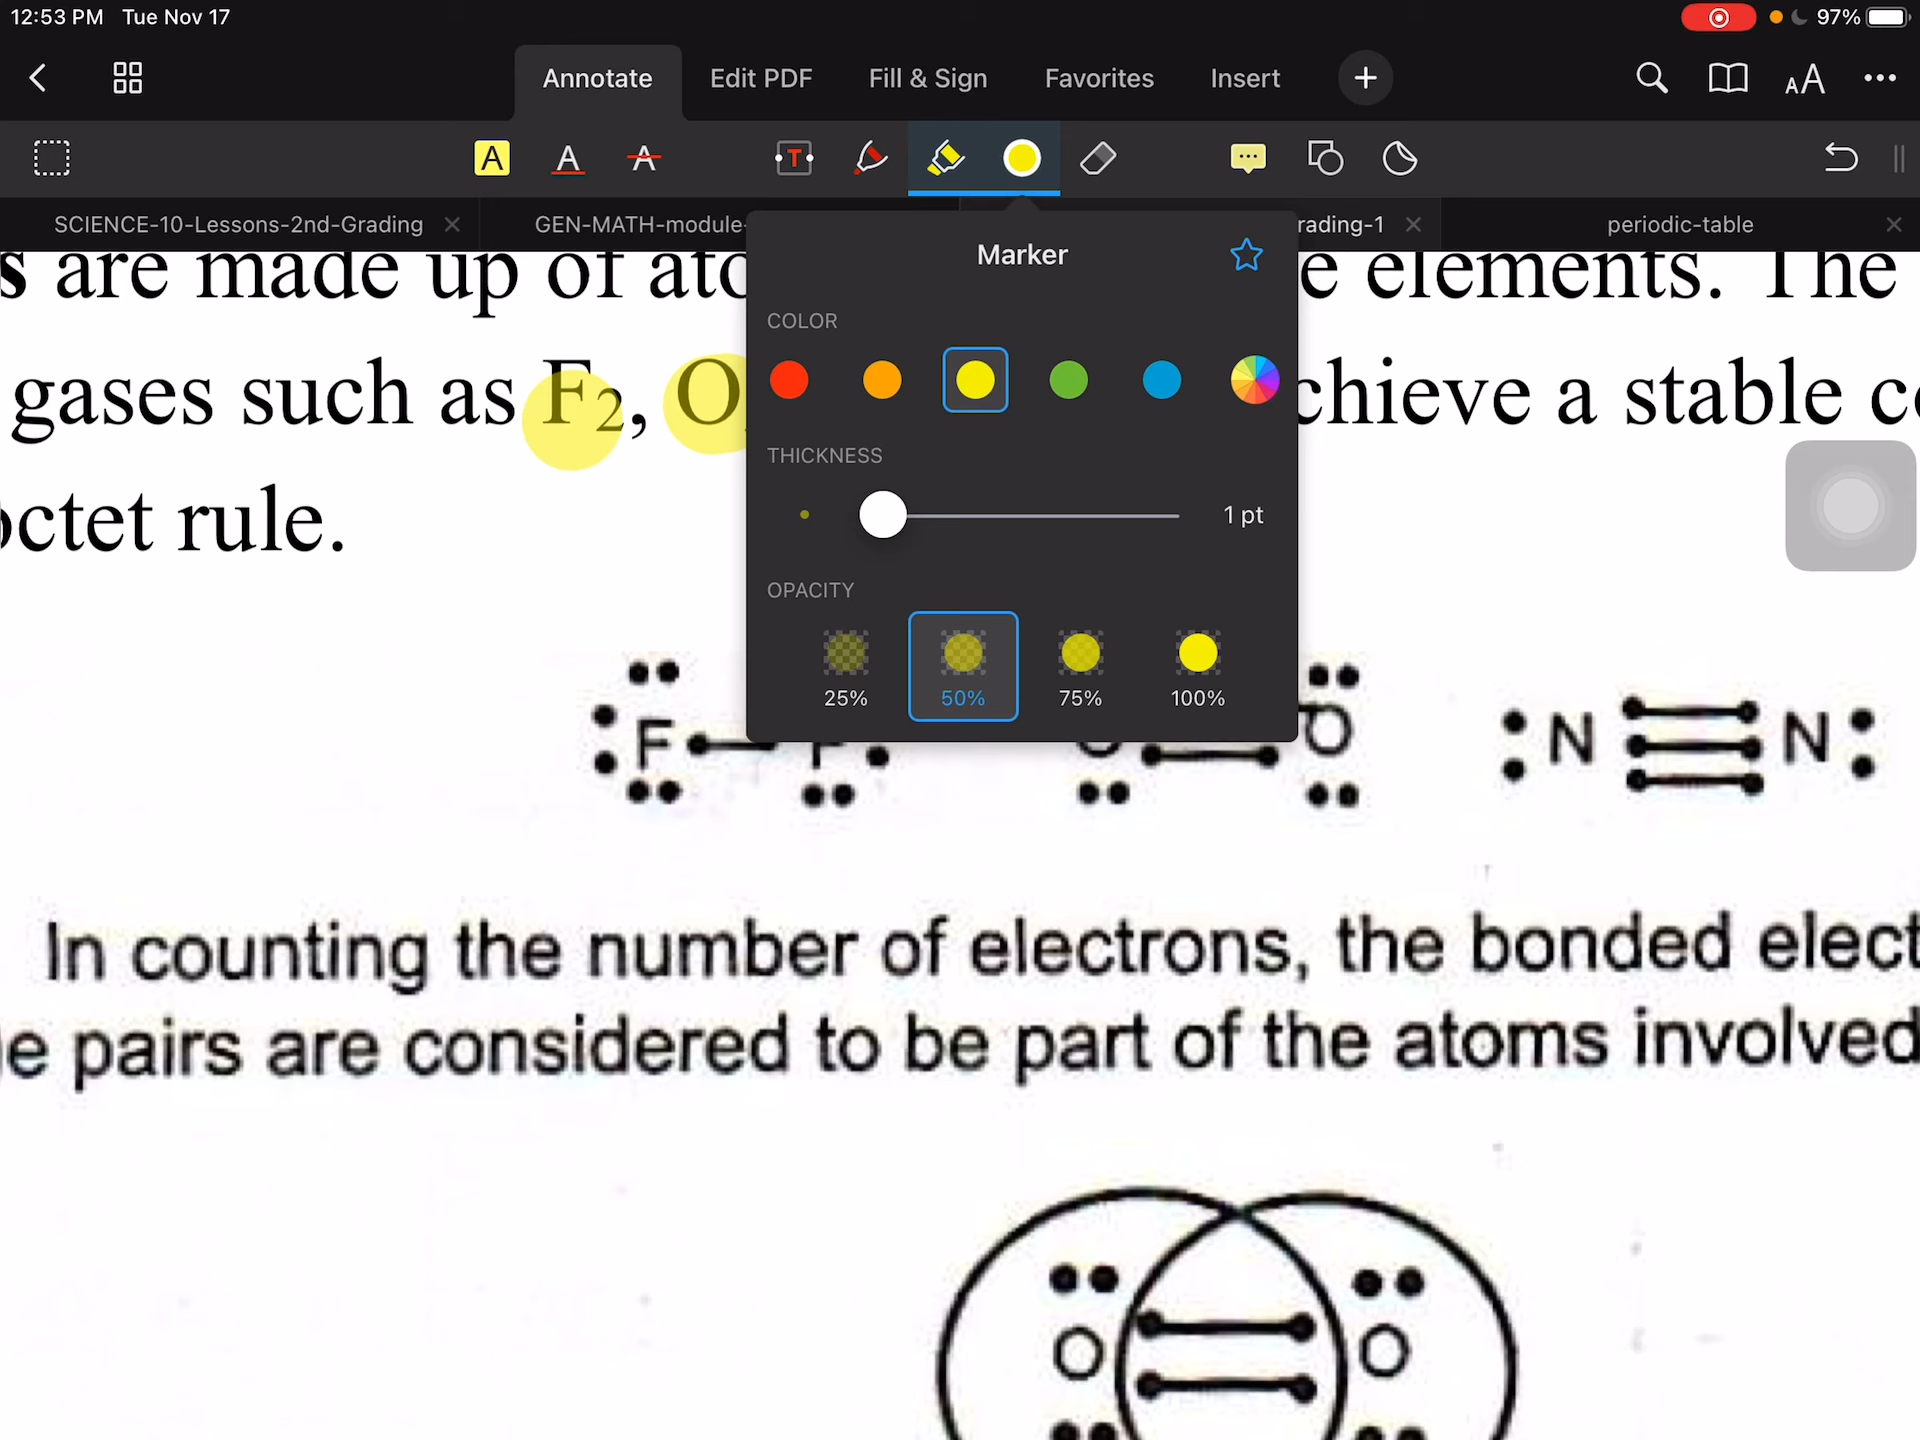 12:53 PM Tue Nov 17
97%
Annotate Edit PDF Fill & Sign Favorites Insert
AA
A A A T
SCIENCE-10-Lessons-2nd-Grading GEN-MATH-module- rading-1 periodic-table
Marker
COLOR
THICKNESS
1 pt
OPACITY
25% 50% 75% 100%
s are made up of ato e elements. The
gases such as F2, O chieve a stable c
octet rule.
F F O O N N
In counting the number of electrons, the bonded elect
e pairs are considered to be part of the atoms involved
O O